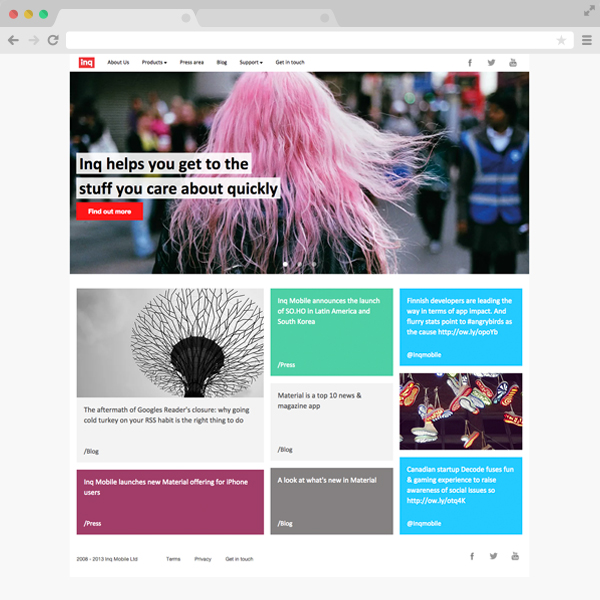 inq
About Us
Products
Press area
Blog
Support
Get in touch
Inq helps you get to the
stuff you care about quickly
Find out more
The aftermath of Googles Reader's closure: why going
cold turkey on your RSS habit is the right thing to do
/Blog
Inq Mobile launches new Material offering for iPhone
users
/Press
Inq Mobile announces the launch
of SO.HO in Latin America and
South Korea
/Press
Material is a top 10 news &
magazine app
/Blog
A look at what's new in Material
/Blog
Finnish developers are leading the
way in terms of app impact. And
flurry stats point to #angrybirds as
the cause http://ow.ly/opoYb
@inqmobile
Canadian startup Decode fuses fun
& gaming experience to raise
awareness of social issues so
http://ow.ly/otq4K
@inqmobile
2008 - 2013 Inq Mobile Ltd
Terms
Privacy
Get in touch